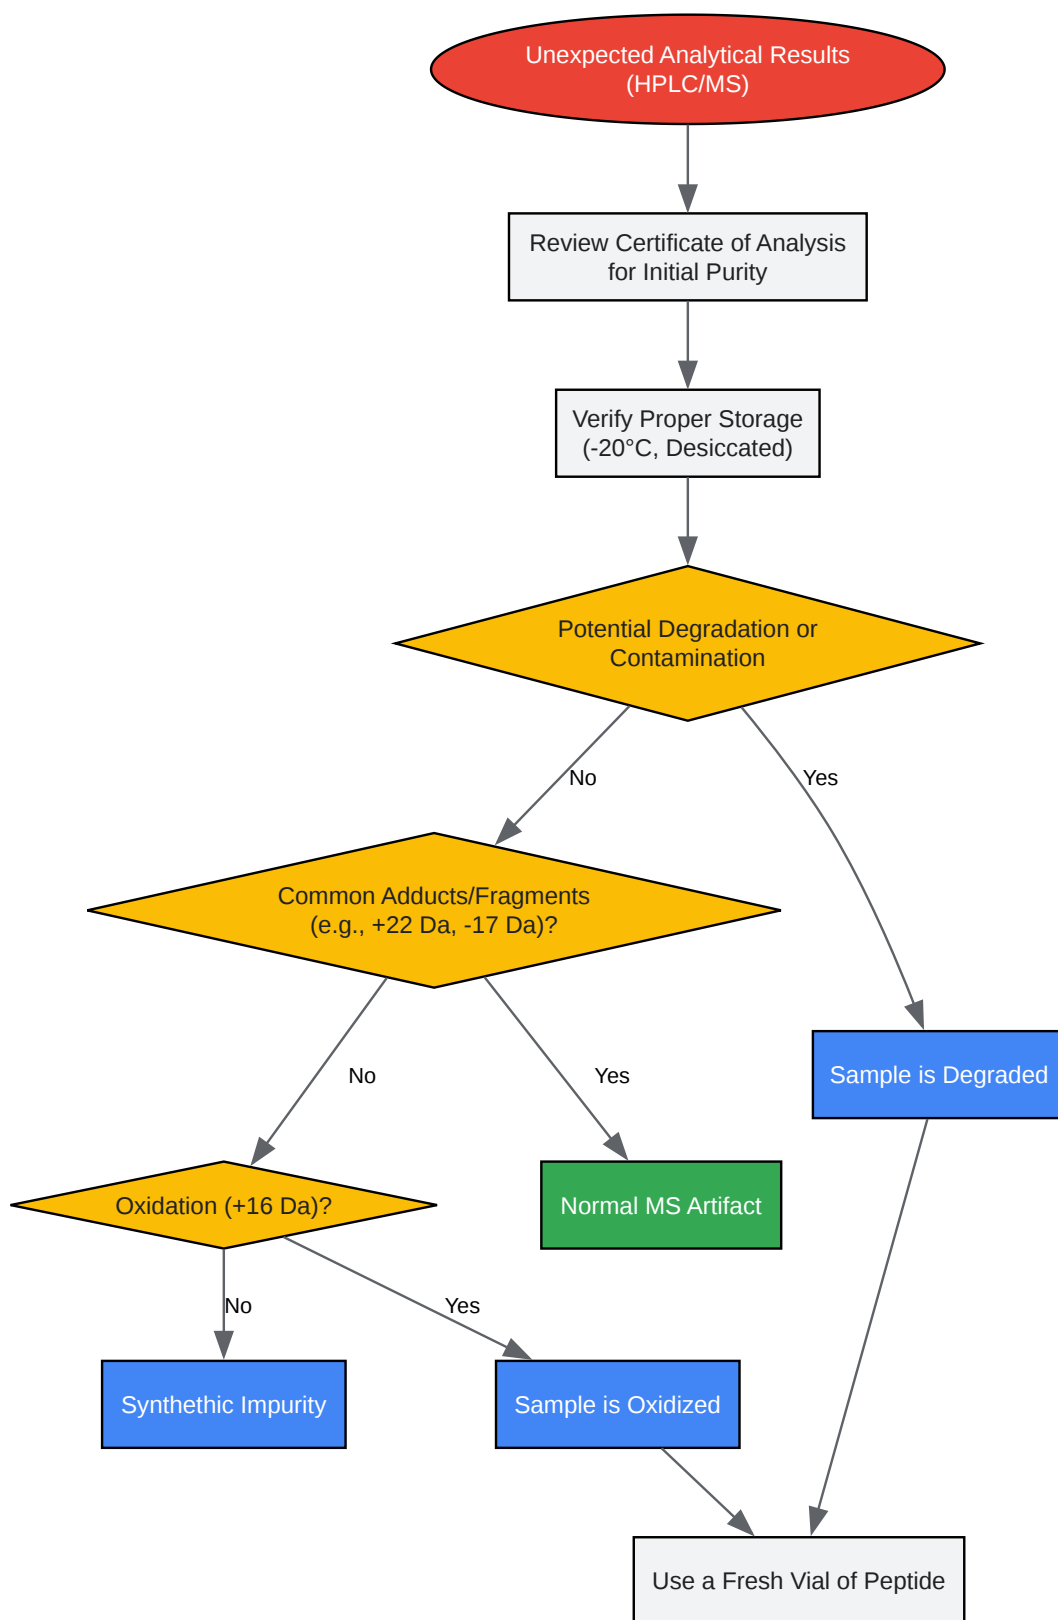 Unexpected Analytical Results
(HPLC/MS)
Review Certificate of Analysis
for Initial Purity
Verify Proper Storage
(-20°C, Desiccated)
Potential Degradation or
Contamination
No
Yes
Common Adducts/Fragments
(e.g., +22 Da, -17 Da)?
No
Yes
Sample is Degraded
Oxidation (+16 Da)?
Normal MS Artifact
No
Yes
Synthethic Impurity
Sample is Oxidized
Use a Fresh Vial of Peptide